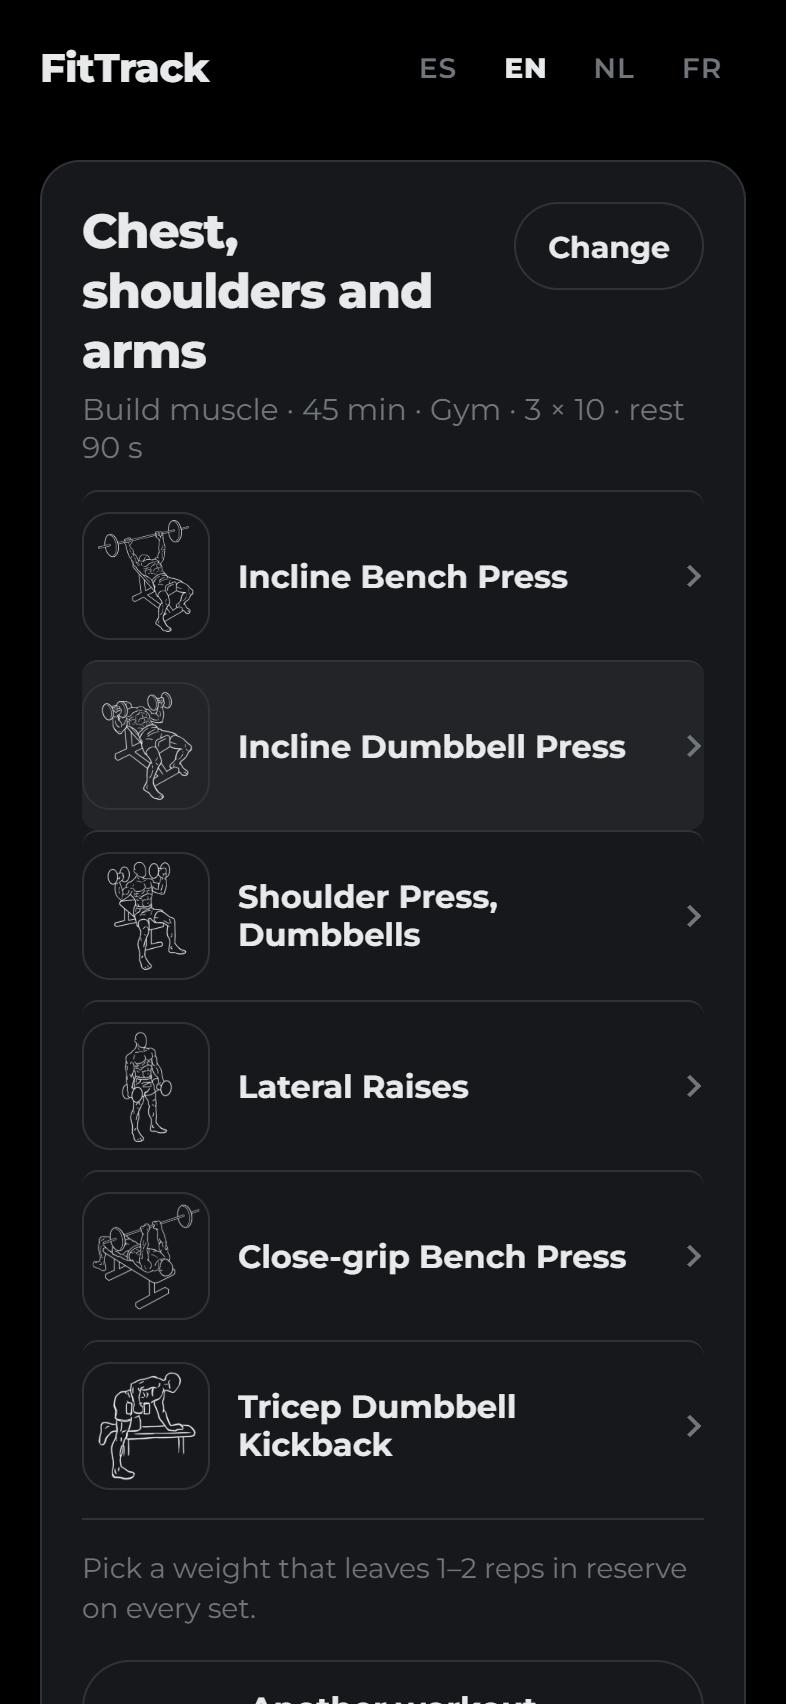 FitTrack
ES EN NL FR
Chest,
shoulders and
arms
Change
Build muscle · 45 min · Gym · 3 × 10 · rest
90 s
Incline Bench Press
Incline Dumbbell Press
Shoulder Press,
Dumbbells
Lateral Raises
Close-grip Bench Press
Tricep Dumbbell
Kickback
Pick a weight that leaves 1–2 reps in reserve
on every set.
Another workout